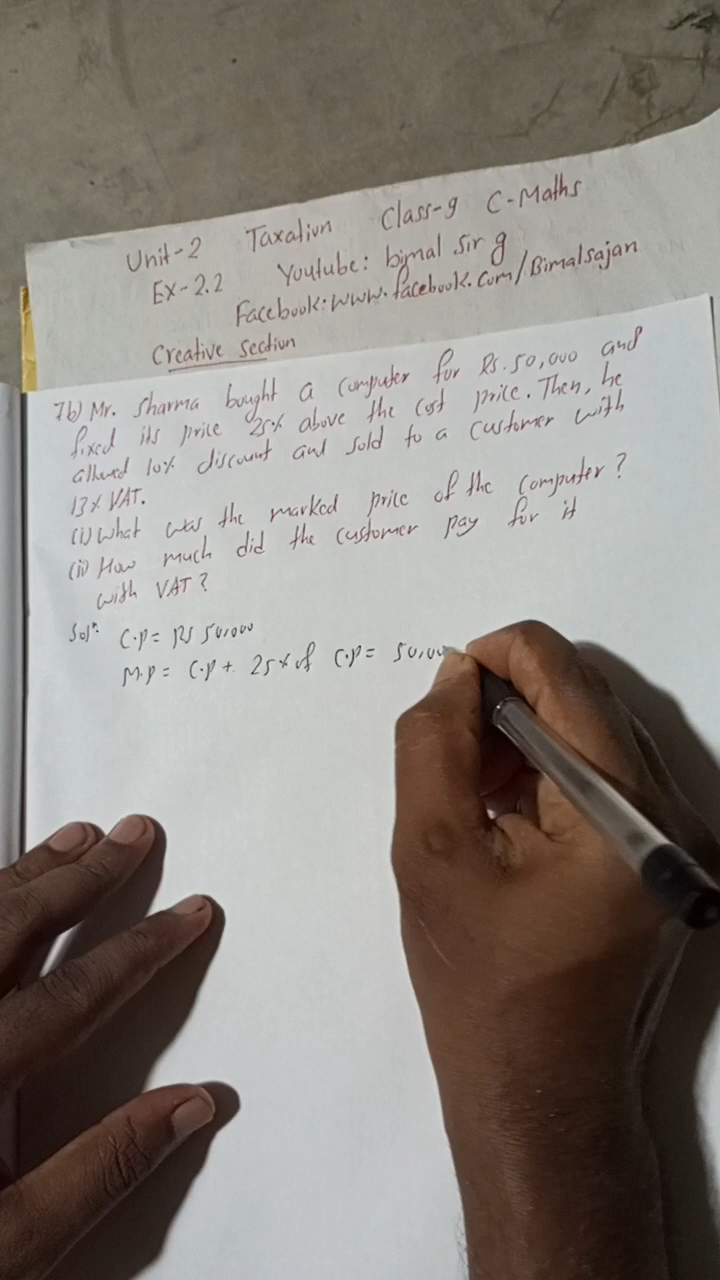 Unit-2 Taxation Class-9 C-Maths
Ex-2.2 Youtube: bimal sir g
Facebook:www.facebook.com/Bimalsajan
Creative section
7b) Mr. Sharma bought a computer for Rs. 50,000 and
fixed its price 25% above the cost price. Then, he
allowed 10% discount and sold to a customer with
13% VAT.
(i) What was the marked price of the computer?
(ii) How much did the customer pay for it
with VAT?
Solⁿ: C.P = Rs 50,000
M.P = C.P + 25% of C.P = 50,00